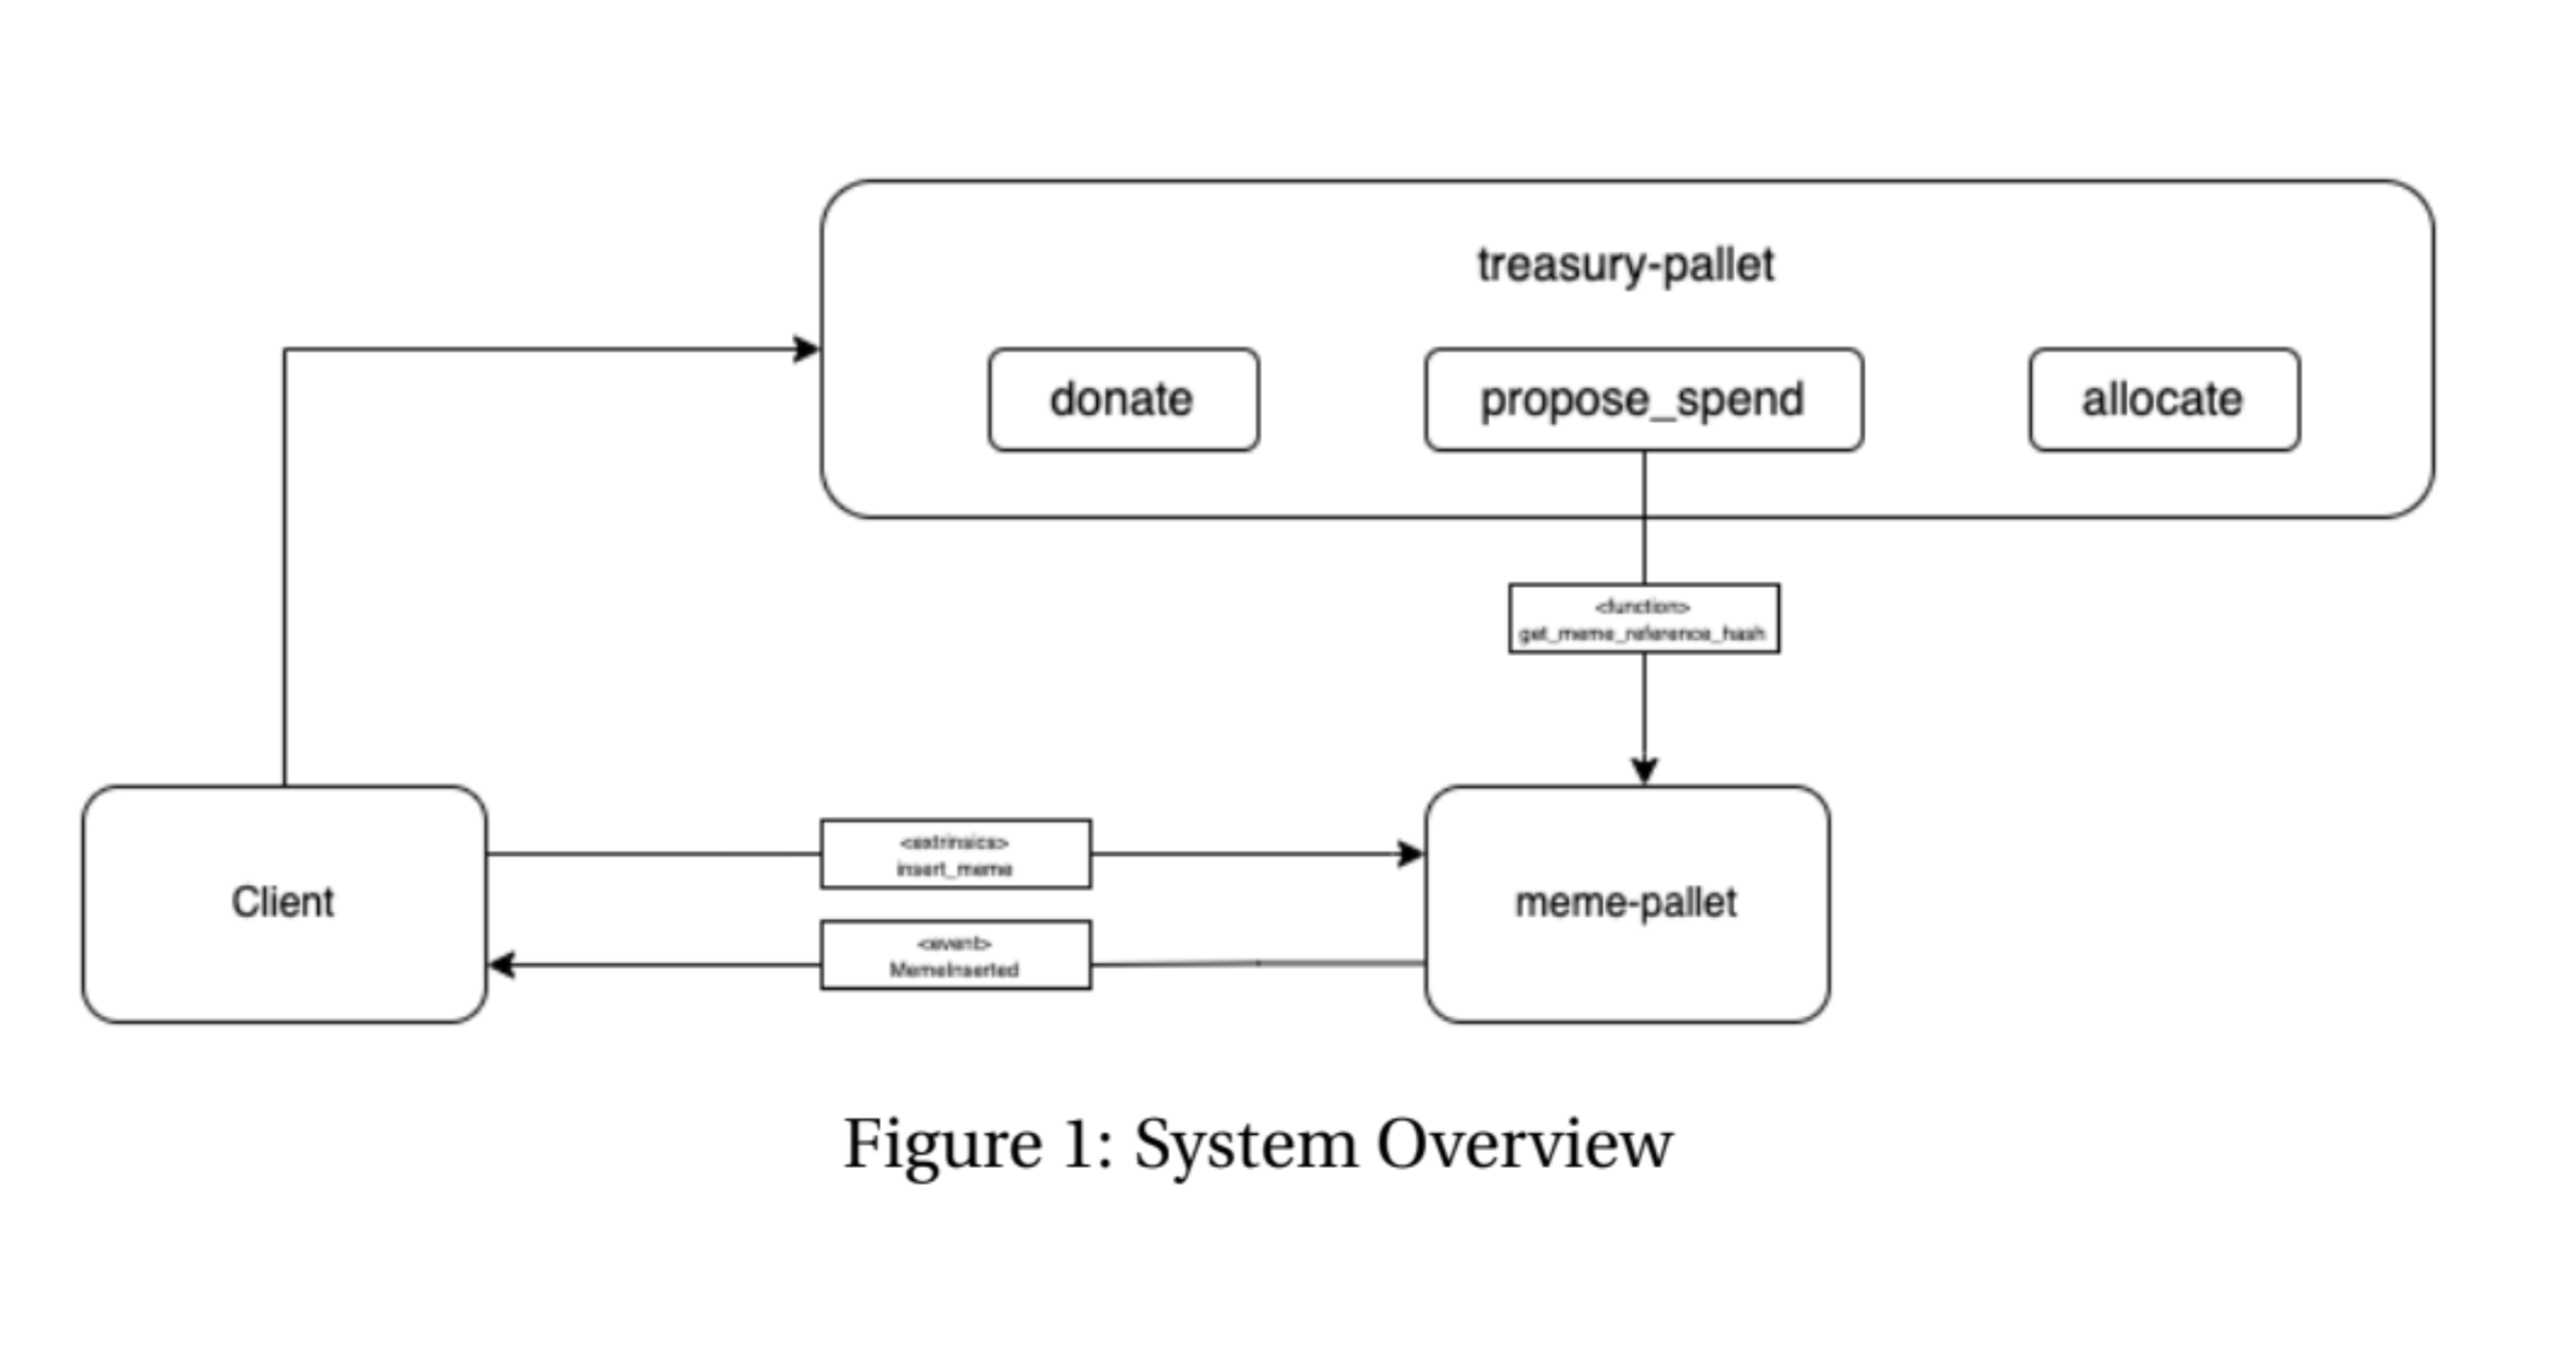 treasury-pallet
donate
propose_spend
allocate
<function>
get_meme_reference_hash
<extrinsics>
insert_meme
Client
meme-pallet
<event>
MemeInserted
Figure 1: System Overview